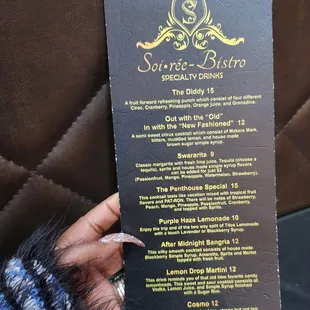 Soi•rée-Bistro
SPECIALTY DRINKS
The Diddy 15
A fruit forward refreshing punch which consist of four different
Ciroc, Cranberry, Pineapple, Orange juice, and Grenadine.
Out with the "Old"
in with the "New Fashioned" 12
A semi sweet citrus cocktail which consist of Makers Mark,
bitters, muddled lemon, and house made
brown sugar simple syrup.
Swararita 9
Classic margarita with fresh lime juice, Tequila (choose a
tequila), sprite and house made simple syrup flavors
can be added for just $2
(Passionfruit, Mango, Pineapple, Watermelon, Strawberry).
The Penthouse Special 15
This cocktail taste like vacation mixed with tropical fruit
flavors and PAT-RON. There will be notes of Strawberry,
Peach, Mango, Pineapple, Passionfruit, Cranberry,
and topped with Sprite.
Purple Haze Lemonade 10
Enjoy the trip and of the two way split of Titos Lemonade
with a Lavender or Blackberry Syrup.
After Midnight Sangria 12
This silky smooth cocktail consists of house made
Blackberry Simple Syrup, Amaretto, Sprite and Merlot
topped with fresh fruit.
Lemon Drop Martini 12
This drink reminds you of that old time favorite sandy
lemonheads. This sweet and sour cocktail consists of
Vodka, Lemon Juice, and Simple Syrup finished
with a Sugar Rim.
Cosmo 12